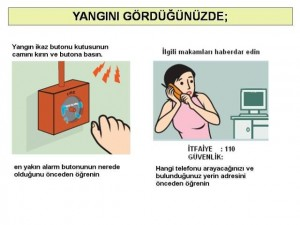 YANGINI GÖRDÜĞÜNÜZDE;
Yangın ikaz butonu kutusunun
camını kırın ve butona basın.
en yakın alarm butonunun nerede
olduğunu önceden öğrenin
İlgili makamları haberdar edin
İTFAİYE : 110
GÜVENLİK:
Hangi telefonu arayacağınızı ve
bulunduğunuz yerin adresini
önceden öğrenin